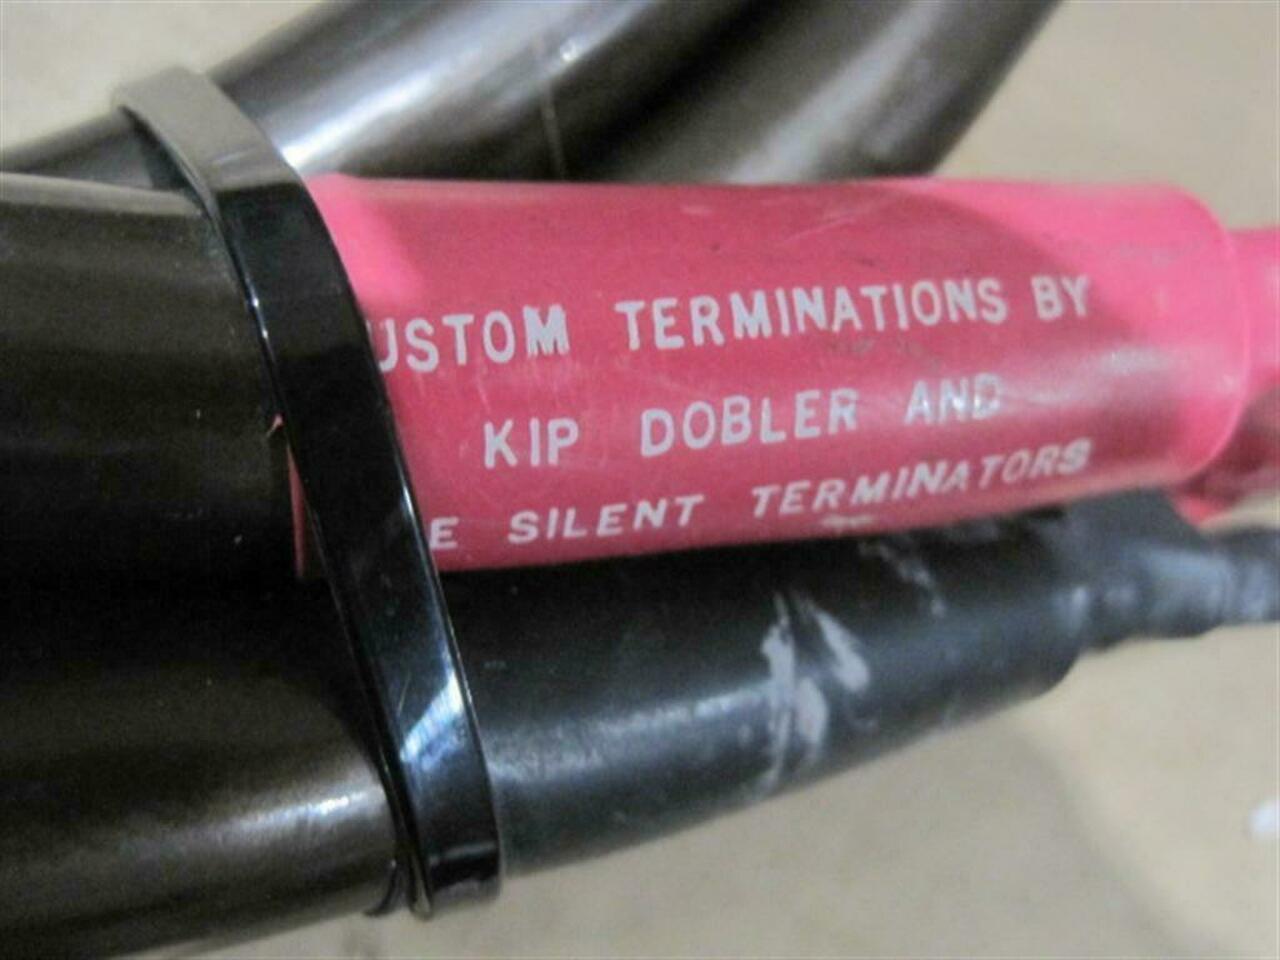 USTOM TERMINATIONS BY
KIP DOBLER AND
E SILENT TERMINATORS